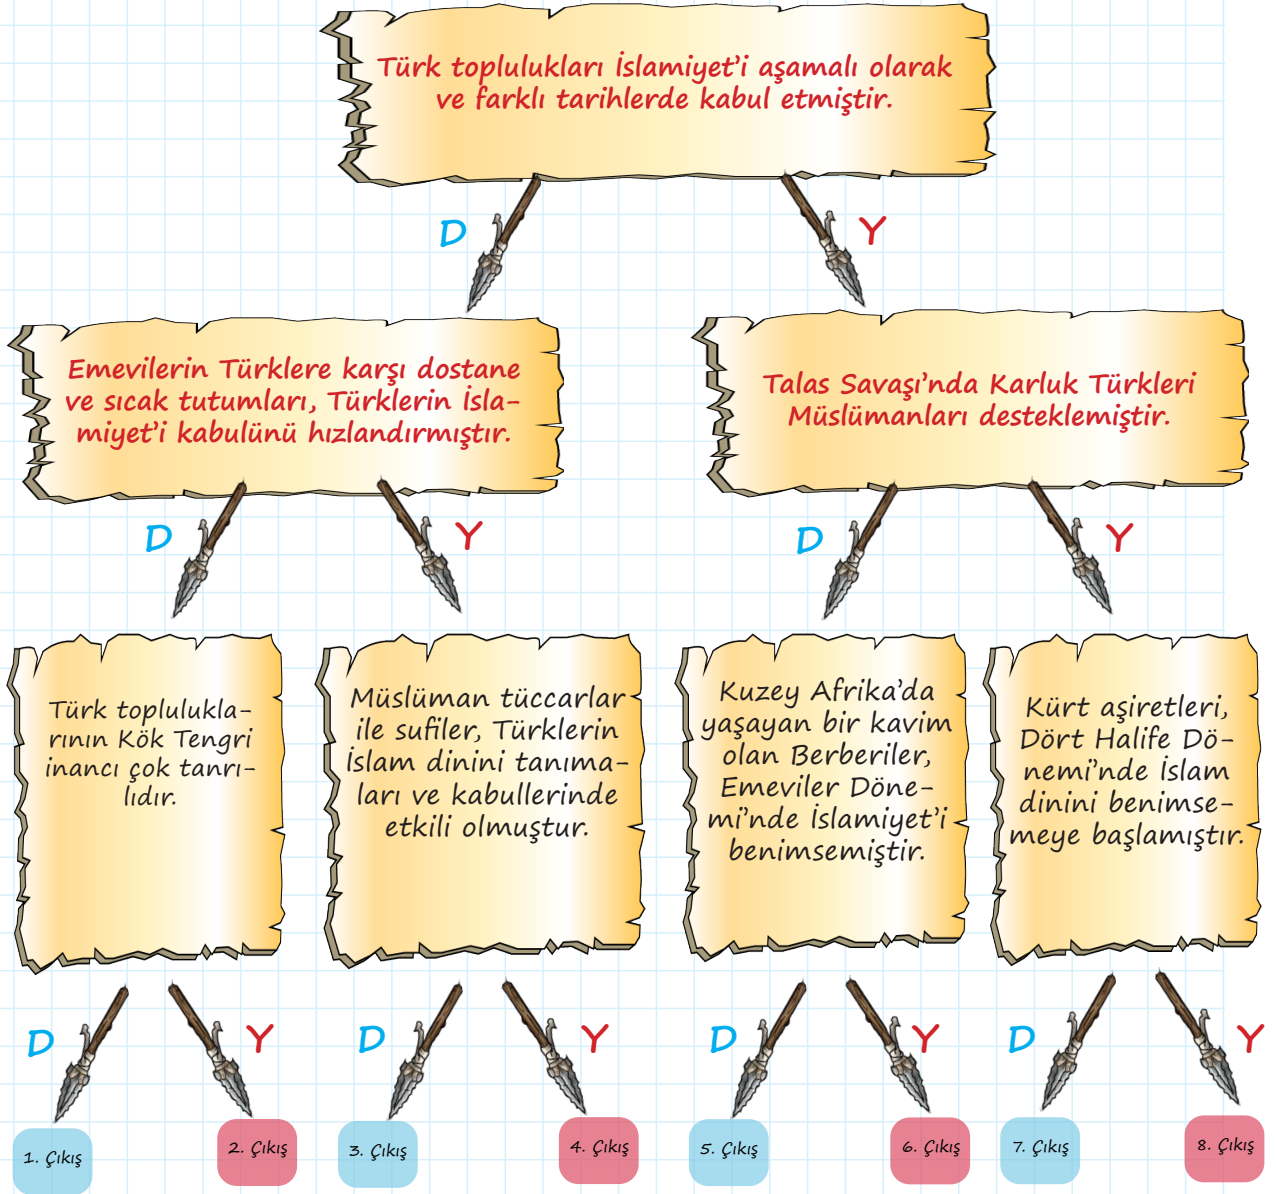 Türk toplulukları İslamiyet'i aşamalı olarak
ve farklı tarihlerde kabul etmiştir.
D
Y
Emevilerin Türklere karşı dostane
ve sıcak tutumları, Türklerin İsla-
miyet'i kabulünü hızlandırmıştır.
Talas Savaşı'nda Karluk Türkleri
Müslümanları desteklemiştir.
D
Y
D
Y
Türk toplulukla-
rının Kök Tengri
inancı çok tanrı-
lıdır.
Müslüman tüccarlar
ile sufiler, Türklerin
İslam dinini tanıma-
ları ve kabullerinde
etkili olmuştur.
Kuzey Afrika'da
yaşayan bir kavim
olan Berberiler,
Emeviler Döne-
mi'nde İslamiyet'i
benimsemiştir.
Kürt aşiretleri,
Dört Halife Dö-
nemi'nde İslam
dinini benimse-
meye başlamıştır.
D
Y
D
Y
D
Y
D
Y
1. Çıkış
2. Çıkış
3. Çıkış
4. Çıkış
5. Çıkış
6. Çıkış
7. Çıkış
8. Çıkış